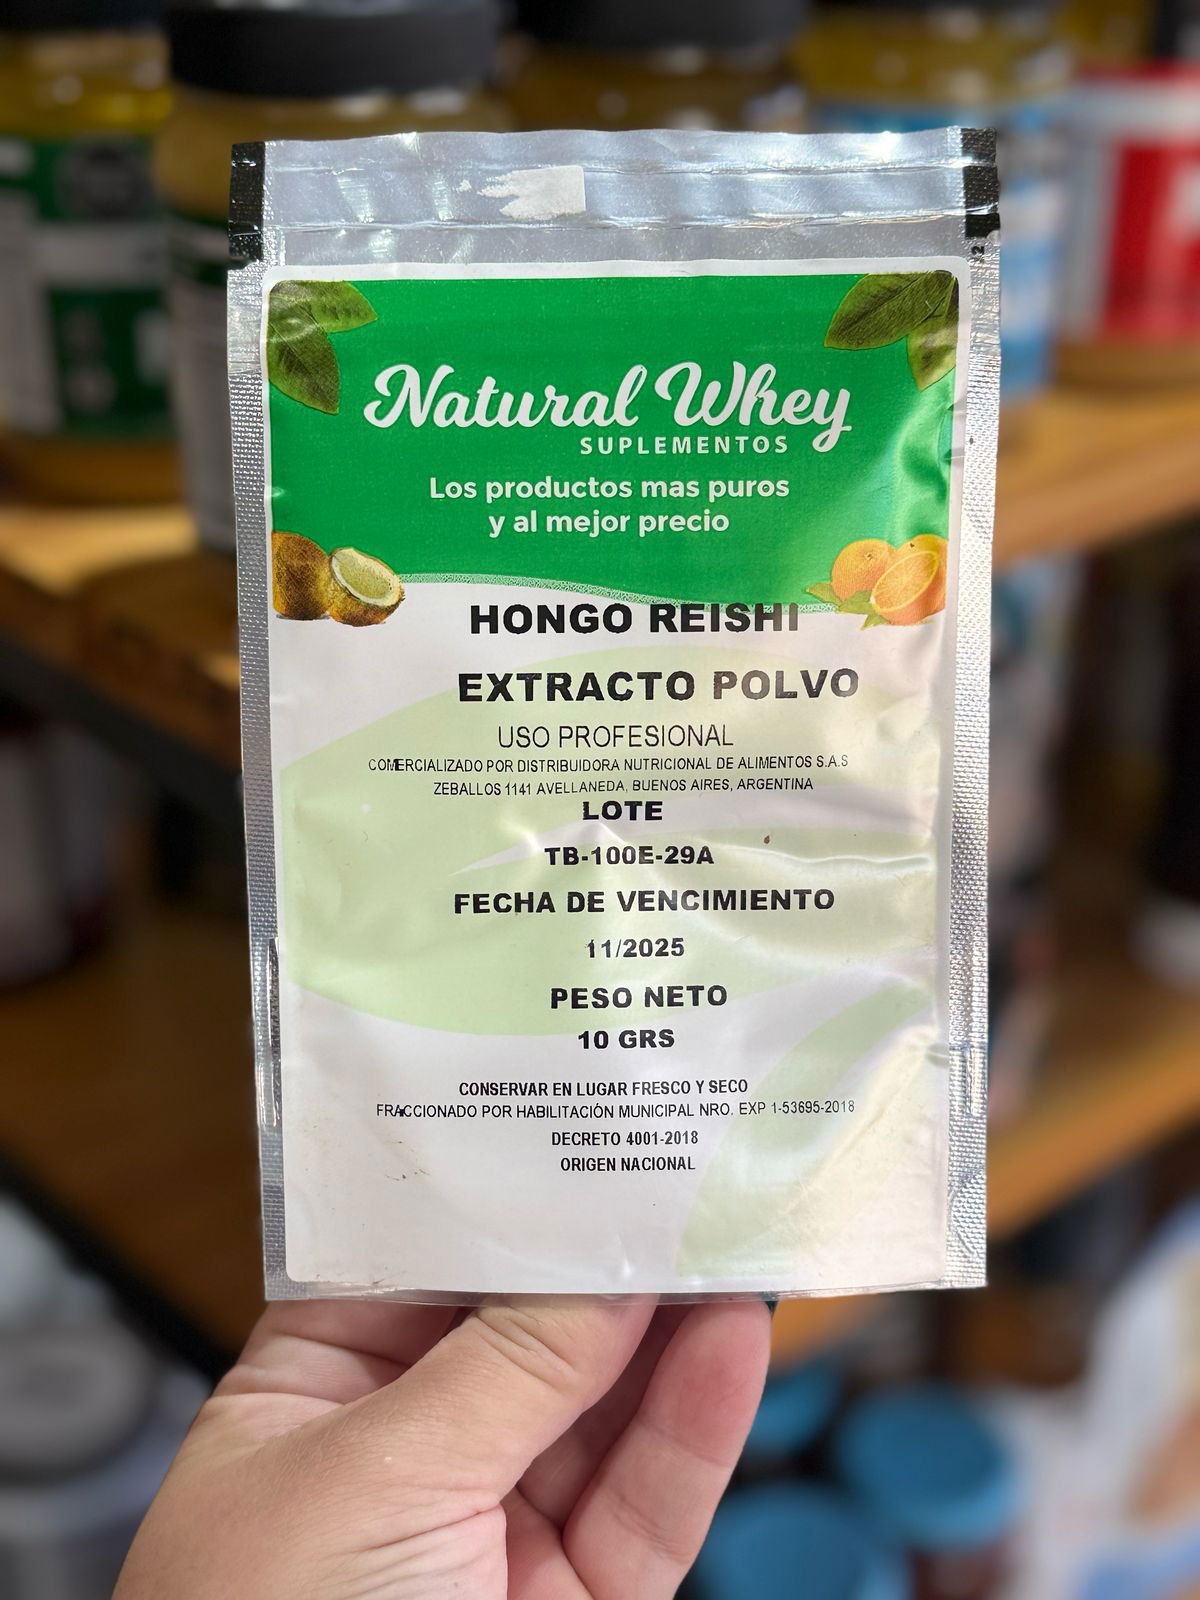 Natural Whey
SUPLEMENTOS
Los productos mas puros
y al mejor precio
HONGO REISHI
EXTRACTO POLVO
USO PROFESIONAL
COMERCIALIZADO POR DISTRIBUIDORA NUTRICIONAL DE ALIMENTOS S.A.S
ZEBALLOS 1141 AVELLANEDA, BUENOS AIRES, ARGENTINA
LOTE
TB-100E-29A
FECHA DE VENCIMIENTO
11/2025
PESO NETO
10 GRS
CONSERVAR EN LUGAR FRESCO Y SECO
FRACCIONADO POR HABILITACIÓN MUNICIPAL NRO. EXP 1-53695-2018
DECRETO 4001-2018
ORIGEN NACIONAL